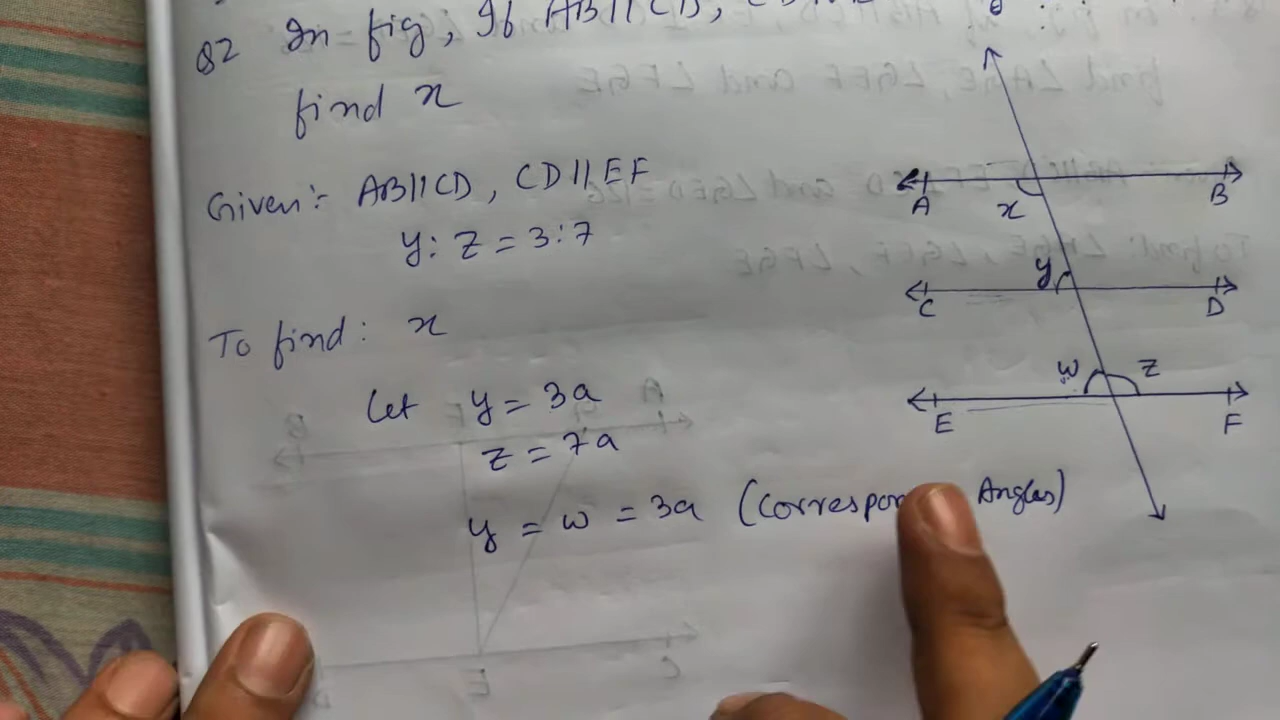 Q2 In fig, If AB||CD,
find x
Given:- AB||CD, CD||EF
y : z = 3:7
To find: x
Let y = 3a
z = 7a
y = w = 3a ( Angles)
A
B
x
y
C
D
w
z
E
F